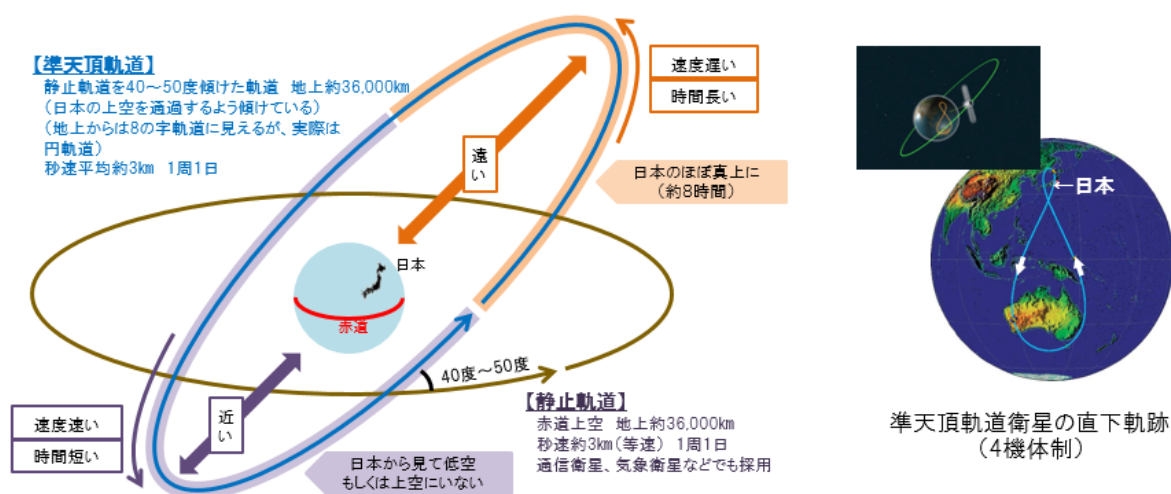 【準天頂軌道】
静止軌道を40～50度傾けた軌道 地上約36,000km
（日本の上空を通過するよう傾けている）
（地上からは8の字軌道に見えるが、実際は
円軌道）
秒速平均約3km 1周1日
速度遅い
時間長い
遠
い
日本のほぼ真上に
（約8時間）
日本
赤道
40度～50度
近
い
速度速い
時間短い
日本から見て低空
もしくは上空にいない
【静止軌道】
赤道上空 地上約36,000km
秒速約3km（等速） 1周1日
通信衛星、気象衛星などでも採用
←日本
準天頂軌道衛星の直下軌跡
（4機体制）